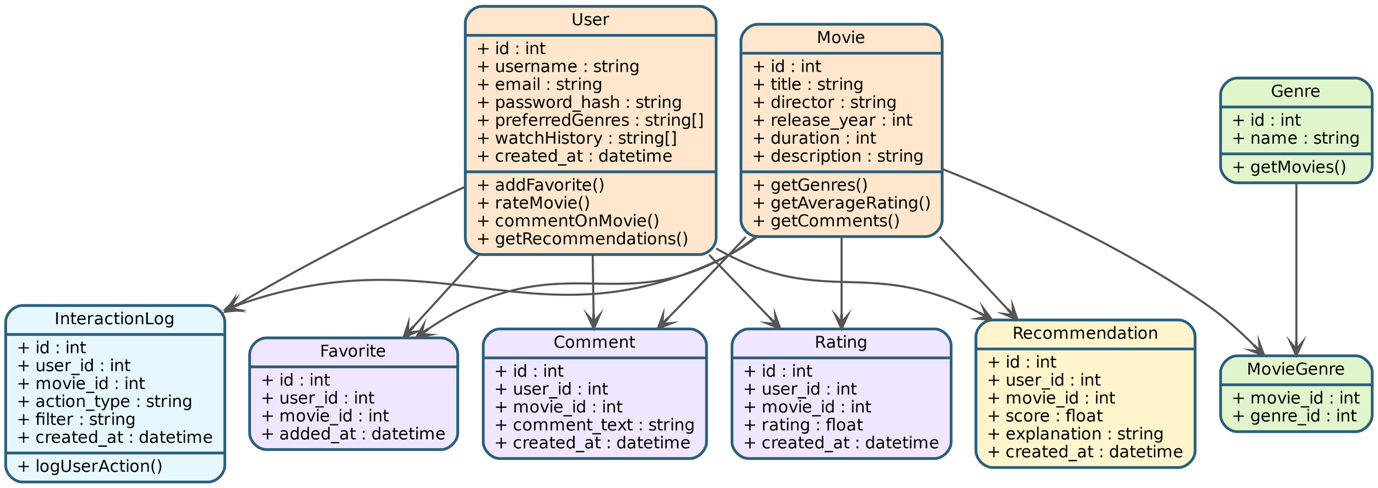 User
+ id : int
+ username : string
+ email : string
+ password_hash : string
+ preferredGenres : string[]
+ watchHistory : string[]
+ created_at : datetime
+ addFavorite()
+ rateMovie()
+ commentOnMovie()
+ getRecommendations()
Movie
+ id : int
+ title : string
+ director : string
+ release_year : int
+ duration : int
+ description : string
+ getGenres()
+ getAverageRating()
+ getComments()
Genre
+ id : int
+ name : string
+ getMovies()
InteractionLog
+ id : int
+ user_id : int
+ movie_id : int
+ action_type : string
+ filter : string
+ created_at : datetime
+ logUserAction()
Favorite
+ id : int
+ user_id : int
+ movie_id : int
+ added_at : datetime
Comment
+ id : int
+ user_id : int
+ movie_id : int
+ comment_text : string
+ created_at : datetime
Rating
+ id : int
+ user_id : int
+ movie_id : int
+ rating : float
+ created_at : datetime
Recommendation
+ id : int
+ user_id : int
+ movie_id : int
+ score : float
+ explanation : string
+ created_at : datetime
MovieGenre
+ movie_id : int
+ genre_id : int